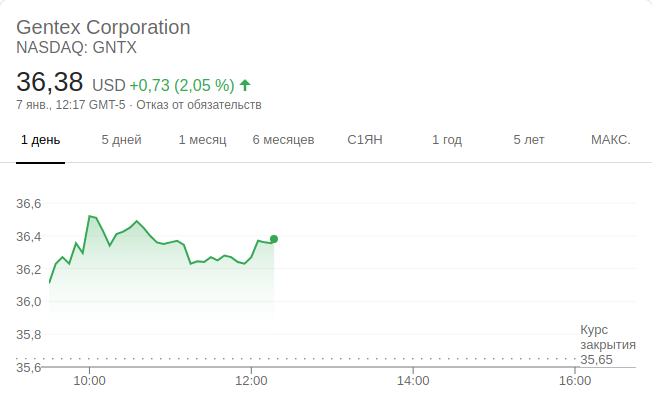 Gentex Corporation
NASDAQ: GNTX
36,38 USD +0,73 (2,05 %)
7 янв., 12:17 GMT-5 · Отказ от обязательств
1 день 5 дней 1 месяц 6 месяцев С1ЯН 1 год 5 лет МАКС.
36,6
36,4
36,2
36,0
35,8
Курс
закрытия
35,65
35,6
10:00 12:00 14:00 16:00